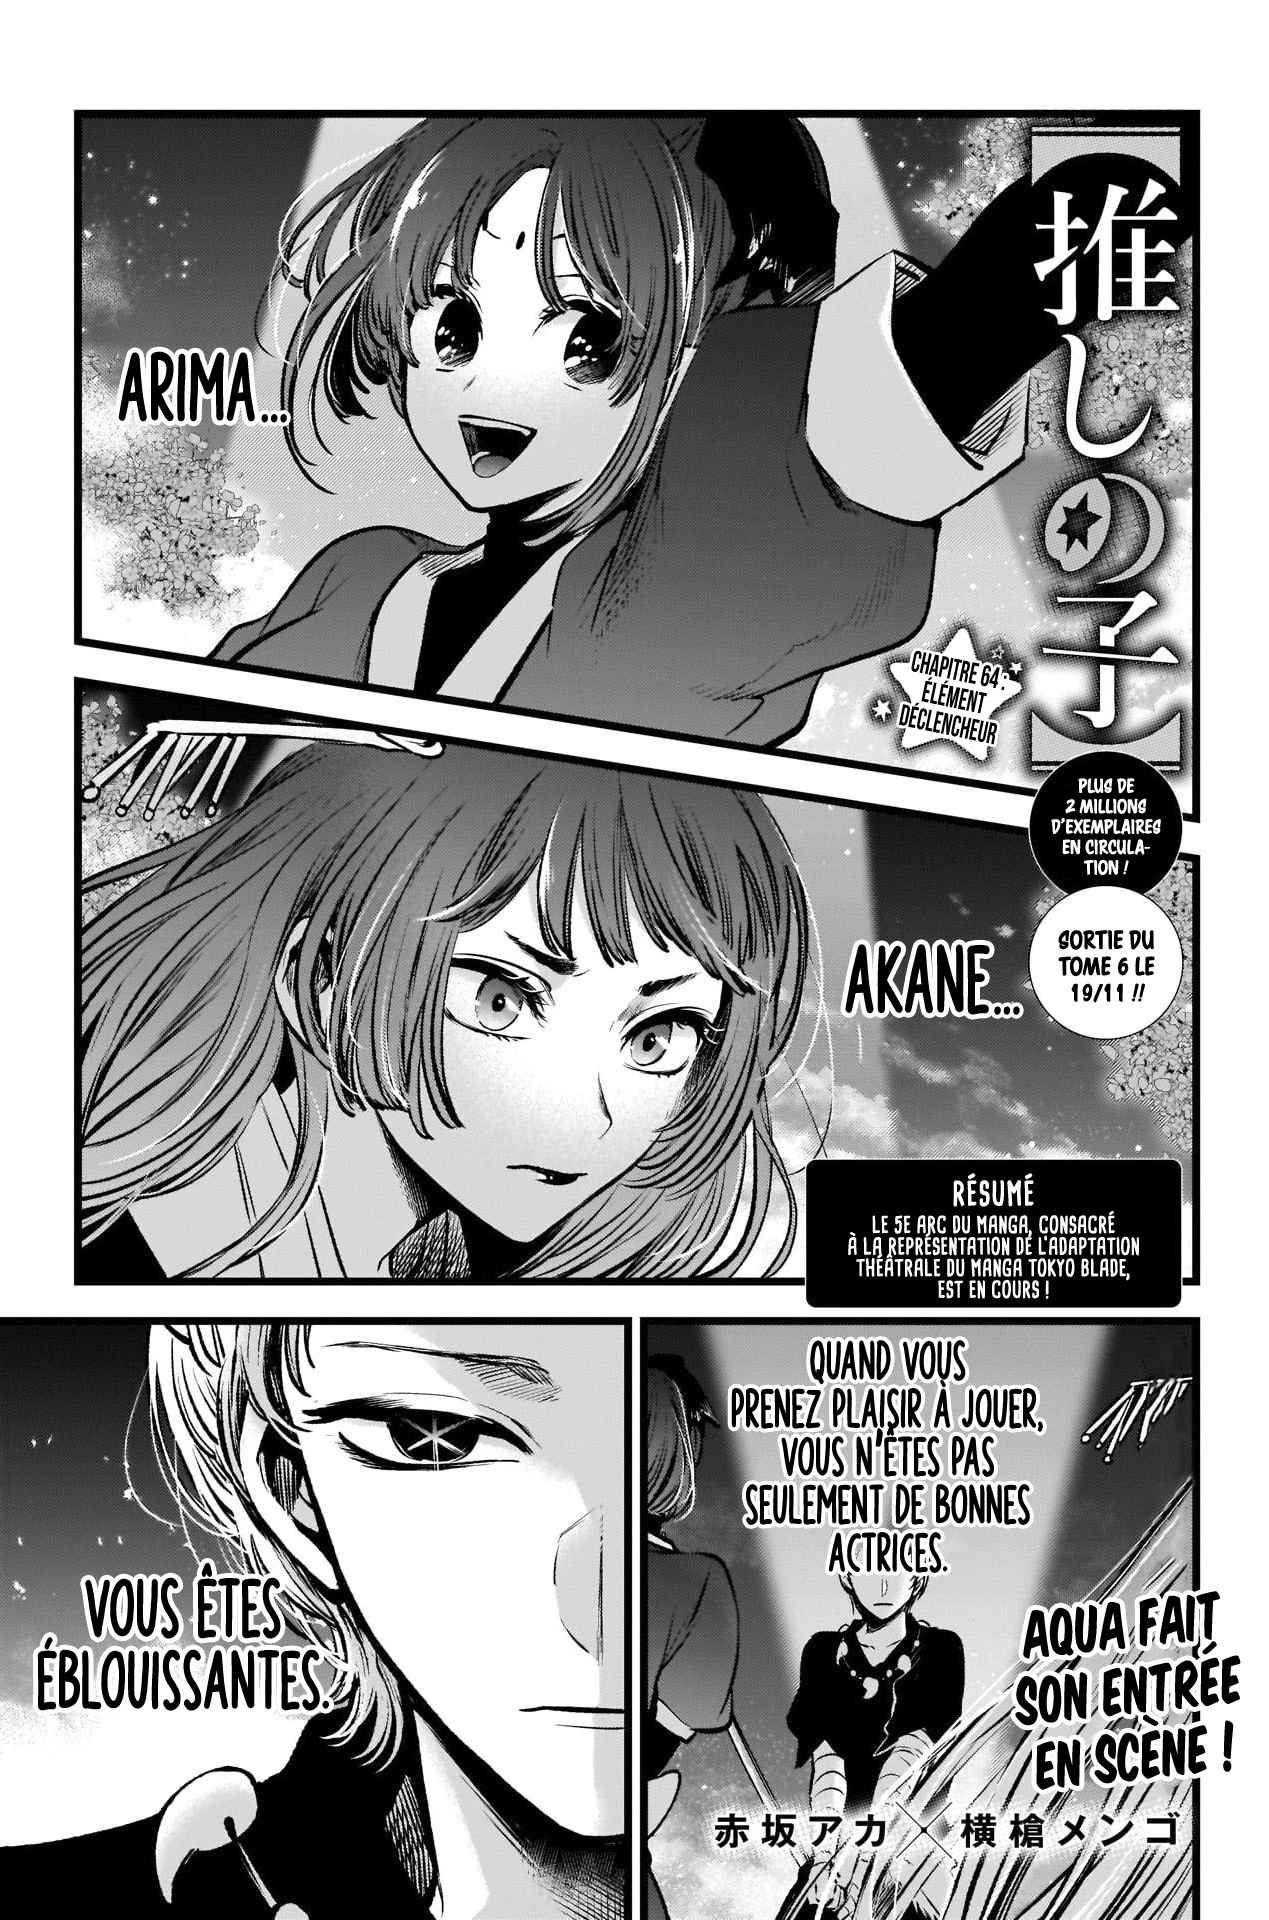 【推しの子】
ARIMA...
CHAPITRE 64 :
ÉLÉMENT
DÉCLENCHEUR
PLUS DE
2 MILLIONS
D'EXEMPLAIRES
EN CIRCULA-
TION !
SORTIE DU
TOME 6 LE
19/11 !!
AKANE...
RÉSUMÉ
LE 5E ARC DU MANGA, CONSACRÉ
À LA REPRÉSENTATION DE L'ADAPTATION
THÉÂTRALE DU MANGA TOKYO BLADE,
EST EN COURS !
QUAND VOUS
PRENEZ PLAISIR À JOUER,
VOUS N'ÊTES PAS
SEULEMENT DE BONNES
ACTRICES.
VOUS ÊTES
ÉBLOUISSANTES.
AQUA FAIT
SON ENTRÉE
EN SCÈNE !
赤坂アカ×横槍メンゴ